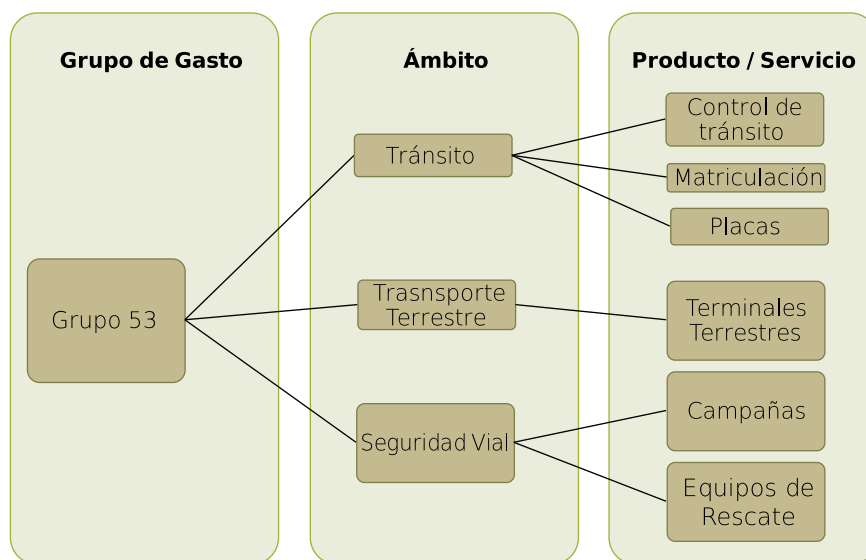 Grupo de Gasto
Ámbito
Producto / Servicio
Grupo 53
Tránsito
Trasnsporte
Terrestre
Seguridad Vial
Control de
tránsito
Matriculación
Placas
Terminales
Terrestres
Campañas
Equipos de
Rescate